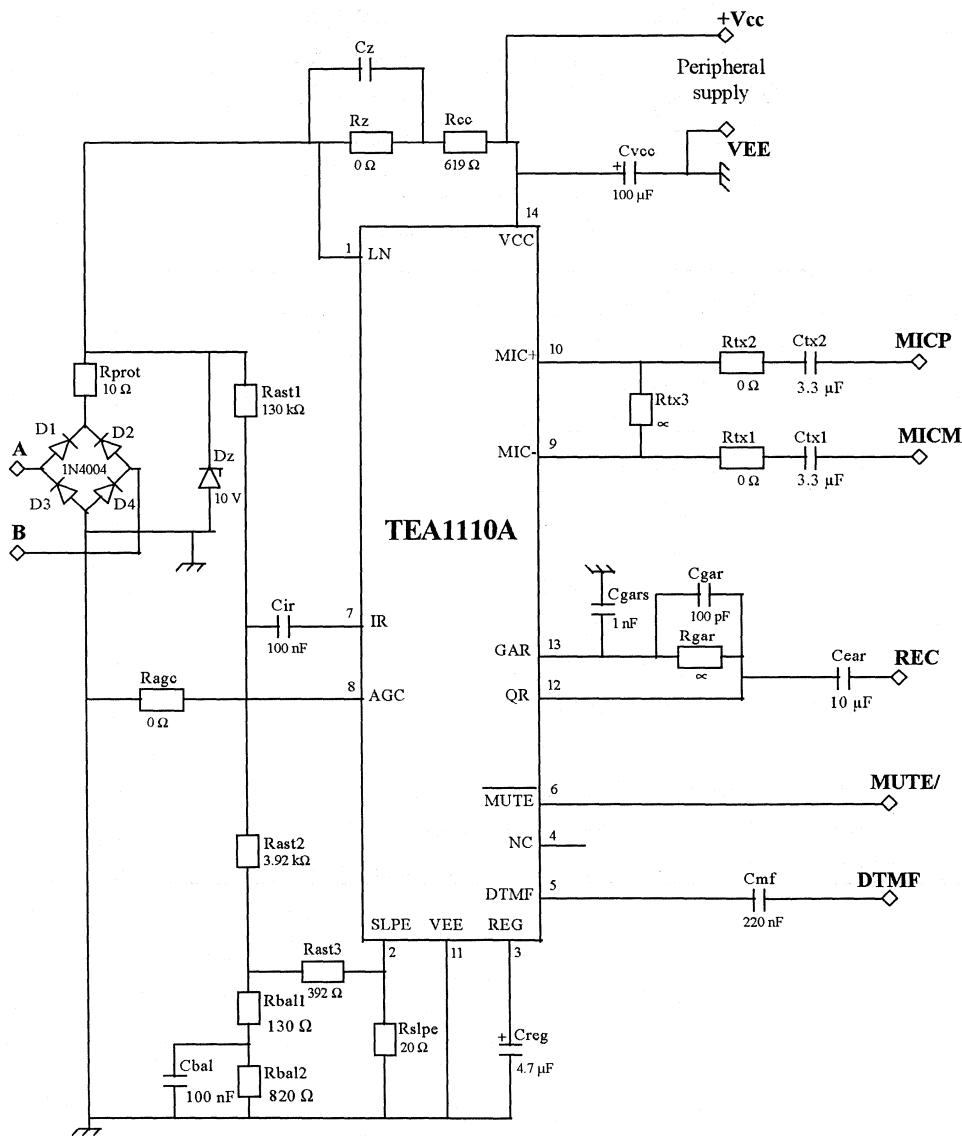 +Vcc
Cz
Peripheral
supply
Rz
Rcc
0 Ω
619 Ω
VEE
Cvcc
+
100 µF
14
VCC
1
LN
10
MIC+
Rtx2
Ctx2
MICP
0 Ω
3.3 µF
Rprot
10 Ω
Rast1
130 kΩ
Rtx3
∝
D1
D2
A
1N4004
Dz
9
MIC-
Rtx1
Ctx1
MICM
0 Ω
3.3 µF
D3
D4
10 V
B
TEA1110A
Cgars
1 nF
Cgar
100 pF
Cir
100 nF
7
IR
GAR
13
Rgar
∝
Cear
REC
10 µF
Ragc
0 Ω
8
AGC
QR
12
MUTE
6
MUTE/
Rast2
3.92 kΩ
NC
4
DTMF
5
Cmf
DTMF
220 nF
SLPE
VEE
REG
2
11
3
Rast3
392 Ω
Rbal1
130 Ω
Rslpe
20 Ω
+
Creg
4.7 µF
Cbal
100 nF
Rbal2
820 Ω